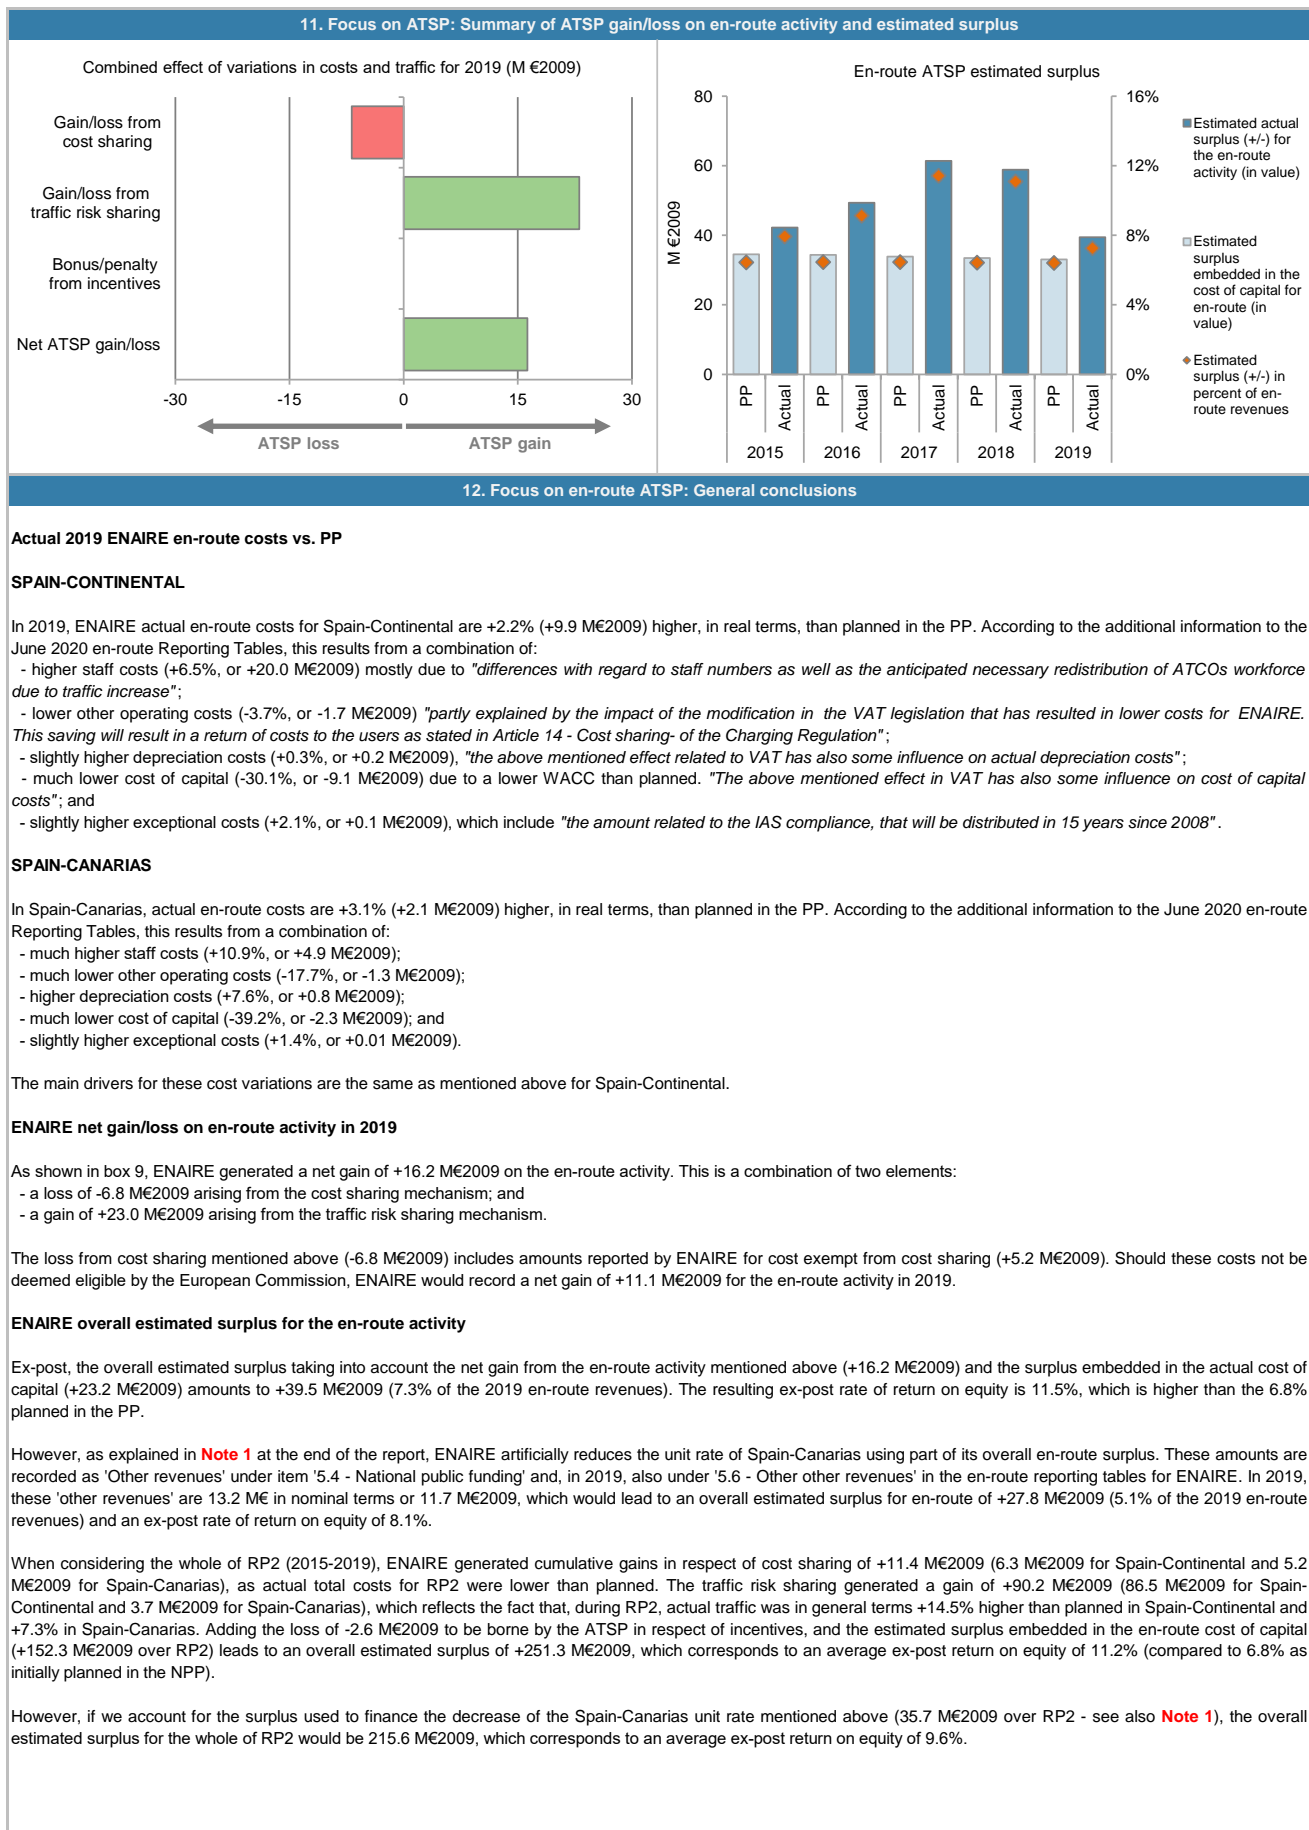 11. Focus on ATSP: Summary of ATSP gain/loss on en-route activity and estimated surplus
Combined effect of variations in costs and traffic for 2019 (M €2009)
Gain/loss from
cost sharing
Gain/loss from
traffic risk sharing
Bonus/penalty
from incentives
Net ATSP gain/loss
-30 -15 0 15 30
ATSP loss ATSP gain
En-route ATSP estimated surplus
M €2009
80
60
40
20
0
16%
12%
8%
4%
0%
PP Actual PP Actual PP Actual PP Actual PP Actual
2015 2016 2017 2018 2019
Estimated actual
surplus (+/-) for
the en-route
activity (in value)
Estimated
surplus
embedded in the
cost of capital for
en-route (in
value)
Estimated
surplus (+/-) in
percent of en-
route revenues
12. Focus on en-route ATSP: General conclusions
Actual 2019 ENAIRE en-route costs vs. PP
SPAIN-CONTINENTAL
In 2019, ENAIRE actual en-route costs for Spain-Continental are +2.2% (+9.9 M€2009) higher, in real terms, than planned in the PP. According to the additional information to the
June 2020 en-route Reporting Tables, this results from a combination of:
- higher staff costs (+6.5%, or +20.0 M€2009) mostly due to "differences with regard to staff numbers as well as the anticipated necessary redistribution of ATCOs workforce
due to traffic increase";
- lower other operating costs (-3.7%, or -1.7 M€2009) "partly explained by the impact of the modification in the VAT legislation that has resulted in lower costs for ENAIRE.
This saving will result in a return of costs to the users as stated in Article 14 - Cost sharing- of the Charging Regulation";
- slightly higher depreciation costs (+0.3%, or +0.2 M€2009), "the above mentioned effect related to VAT has also some influence on actual depreciation costs";
- much lower cost of capital (-30.1%, or -9.1 M€2009) due to a lower WACC than planned. "The above mentioned effect in VAT has also some influence on cost of capital
costs"; and
- slightly higher exceptional costs (+2.1%, or +0.1 M€2009), which include "the amount related to the IAS compliance, that will be distributed in 15 years since 2008".
SPAIN-CANARIAS
In Spain-Canarias, actual en-route costs are +3.1% (+2.1 M€2009) higher, in real terms, than planned in the PP. According to the additional information to the June 2020 en-route
Reporting Tables, this results from a combination of:
- much higher staff costs (+10.9%, or +4.9 M€2009);
- much lower other operating costs (-17.7%, or -1.3 M€2009);
- higher depreciation costs (+7.6%, or +0.8 M€2009);
- much lower cost of capital (-39.2%, or -2.3 M€2009); and
- slightly higher exceptional costs (+1.4%, or +0.01 M€2009).
The main drivers for these cost variations are the same as mentioned above for Spain-Continental.
ENAIRE net gain/loss on en-route activity in 2019
As shown in box 9, ENAIRE generated a net gain of +16.2 M€2009 on the en-route activity. This is a combination of two elements:
- a loss of -6.8 M€2009 arising from the cost sharing mechanism; and
- a gain of +23.0 M€2009 arising from the traffic risk sharing mechanism.
The loss from cost sharing mentioned above (-6.8 M€2009) includes amounts reported by ENAIRE for cost exempt from cost sharing (+5.2 M€2009). Should these costs not be
deemed eligible by the European Commission, ENAIRE would record a net gain of +11.1 M€2009 for the en-route activity in 2019.
ENAIRE overall estimated surplus for the en-route activity
Ex-post, the overall estimated surplus taking into account the net gain from the en-route activity mentioned above (+16.2 M€2009) and the surplus embedded in the actual cost of
capital (+23.2 M€2009) amounts to +39.5 M€2009 (7.3% of the 2019 en-route revenues). The resulting ex-post rate of return on equity is 11.5%, which is higher than the 6.8%
planned in the PP.
However, as explained in Note 1 at the end of the report, ENAIRE artificially reduces the unit rate of Spain-Canarias using part of its overall en-route surplus. These amounts are
recorded as 'Other revenues' under item '5.4 - National public funding' and, in 2019, also under '5.6 - Other other revenues' in the en-route reporting tables for ENAIRE. In 2019,
these 'other revenues' are 13.2 M€ in nominal terms or 11.7 M€2009, which would lead to an overall estimated surplus for en-route of +27.8 M€2009 (5.1% of the 2019 en-route
revenues) and an ex-post rate of return on equity of 8.1%.
When considering the whole of RP2 (2015-2019), ENAIRE generated cumulative gains in respect of cost sharing of +11.4 M€2009 (6.3 M€2009 for Spain-Continental and 5.2
M€2009 for Spain-Canarias), as actual total costs for RP2 were lower than planned. The traffic risk sharing generated a gain of +90.2 M€2009 (86.5 M€2009 for Spain-
Continental and 3.7 M€2009 for Spain-Canarias), which reflects the fact that, during RP2, actual traffic was in general terms +14.5% higher than planned in Spain-Continental and
+7.3% in Spain-Canarias. Adding the loss of -2.6 M€2009 to be borne by the ATSP in respect of incentives, and the estimated surplus embedded in the en-route cost of capital
(+152.3 M€2009 over RP2) leads to an overall estimated surplus of +251.3 M€2009, which corresponds to an average ex-post return on equity of 11.2% (compared to 6.8% as
initially planned in the NPP).
However, if we account for the surplus used to finance the decrease of the Spain-Canarias unit rate mentioned above (35.7 M€2009 over RP2 - see also Note 1), the overall
estimated surplus for the whole of RP2 would be 215.6 M€2009, which corresponds to an average ex-post return on equity of 9.6%.